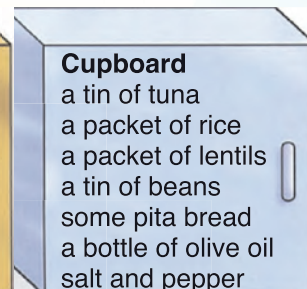 Cupboard
a tin of tuna
a packet of rice
a packet of lentils
a tin of beans
some pita bread
a bottle of olive oil
salt and pepper